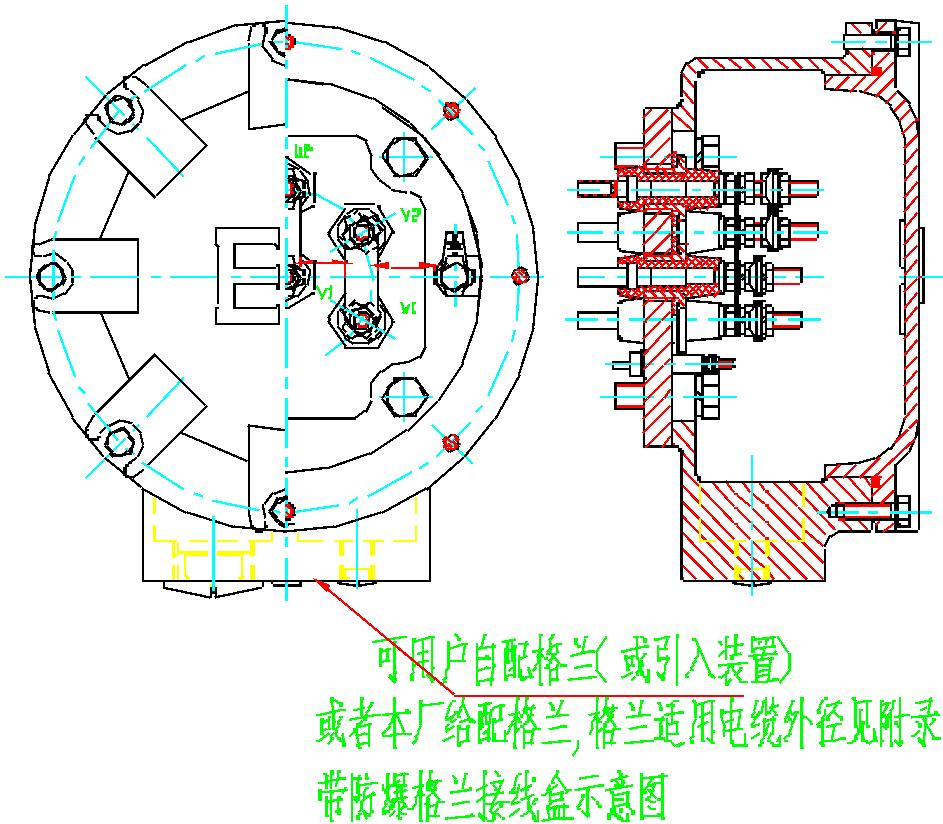 V1
可用户自配格兰(或引入装置)
或者本厂给配格兰,格兰适用电缆外径见附录
带防爆格兰接线盒示意图